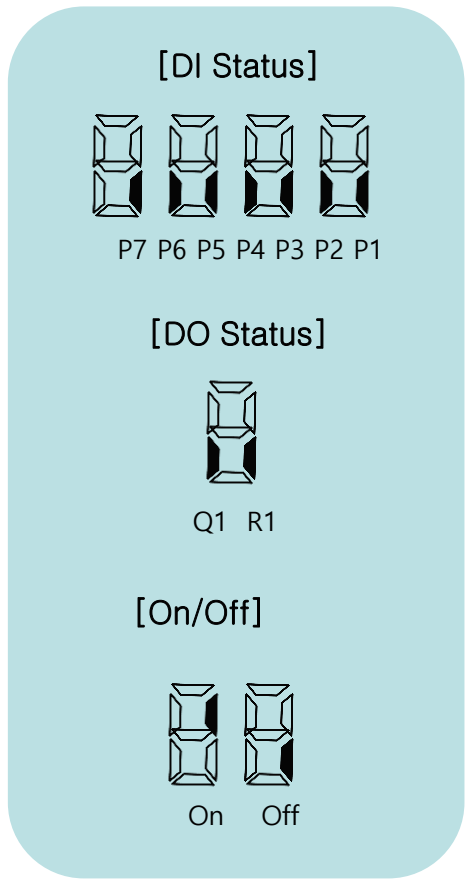 [DI Status]
P7 P6 P5 P4 P3 P2 P1
[DO Status]
Q1 R1
[On/Off]
On Off